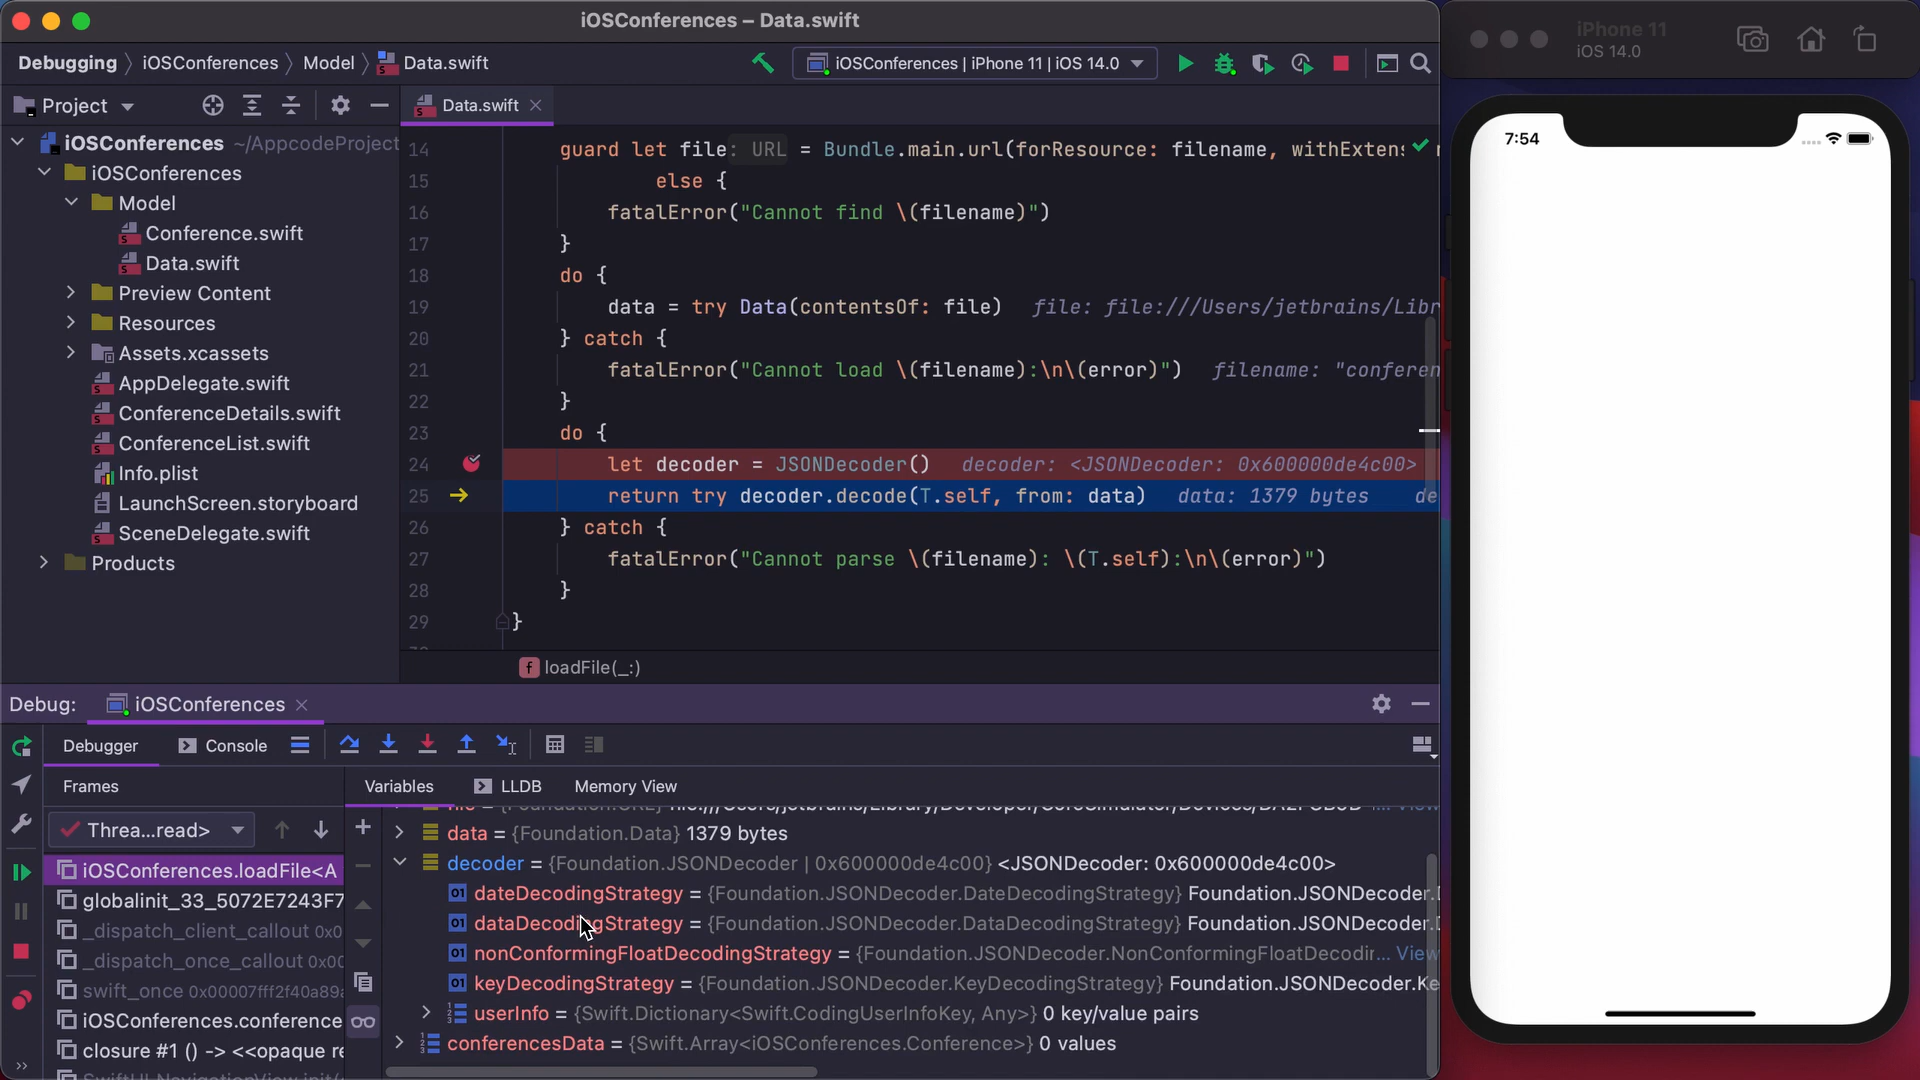 iOSConferences – Data.swift
Debugging
iOSConferences
Model
Data.swift
iOSConferences | iPhone 11 | iOS 14.0
Project
Data.swift
iOSConferences ~/AppcodeProject
iOSConferences
Model
Conference.swift
Data.swift
Preview Content
Resources
Assets.xcassets
AppDelegate.swift
ConferenceDetails.swift
ConferenceList.swift
Info.plist
LaunchScreen.storyboard
SceneDelegate.swift
Products
14 guard let file: URL = Bundle.main.url(forResource: filename, withExtens
15 else {
16 fatalError("Cannot find \(filename)")
17 }
18 do {
19 data = try Data(contentsOf: file) file: file:///Users/jetbrains/Libr
20 } catch {
21 fatalError("Cannot load \(filename):\n\(error)") filename: "conferen
22 }
23 do {
24 let decoder = JSONDecoder() decoder: <JSONDecoder: 0x600000de4c00>
25 return try decoder.decode(T.self, from: data) data: 1379 bytes de
26 } catch {
27 fatalError("Cannot parse \(filename): \(T.self):\n\(error)")
28 }
29 }
f loadFile(_:)
Debug:
iOSConferences
Debugger
Console
Frames
Variables
LLDB
Memory View
Threa...read>
iOSConferences.loadFile<A
globalinit_33_5072E7243F7
_dispatch_client_callout 0x0
_dispatch_once_callout 0x00
swift_once 0x00007fff2f40a89a
iOSConferences.conference
closure #1 () -> <<opaque re
data = {Foundation.Data} 1379 bytes
decoder = {Foundation.JSONDecoder | 0x600000de4c00} <JSONDecoder: 0x600000de4c00>
dateDecodingStrategy = {Foundation.JSONDecoder.DateDecodingStrategy} Foundation.JSONDecoder.D
dataDecodingStrategy = {Foundation.JSONDecoder.DataDecodingStrategy} Foundation.JSONDecoder.D
nonConformingFloatDecodingStrategy = {Foundation.JSONDecoder.NonConformingFloatDecodir... View
keyDecodingStrategy = {Foundation.JSONDecoder.KeyDecodingStrategy} Foundation.JSONDecoder.Ke
userInfo = {Swift.Dictionary<Swift.CodingUserInfoKey, Any>} 0 key/value pairs
conferencesData = {Swift.Array<iOSConferences.Conference>} 0 values
iPhone 11
iOS 14.0
7:54